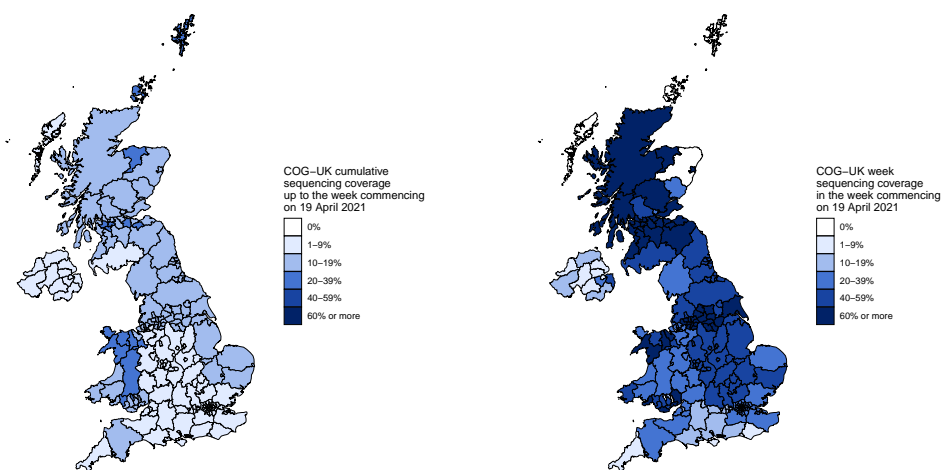 COG–UK cumulative
sequencing coverage
up to the week commencing
on 19 April 2021
0%
1–9%
10–19%
20–39%
40–59%
60% or more
COG–UK week
sequencing coverage
in the week commencing
on 19 April 2021
0%
1–9%
10–19%
20–39%
40–59%
60% or more